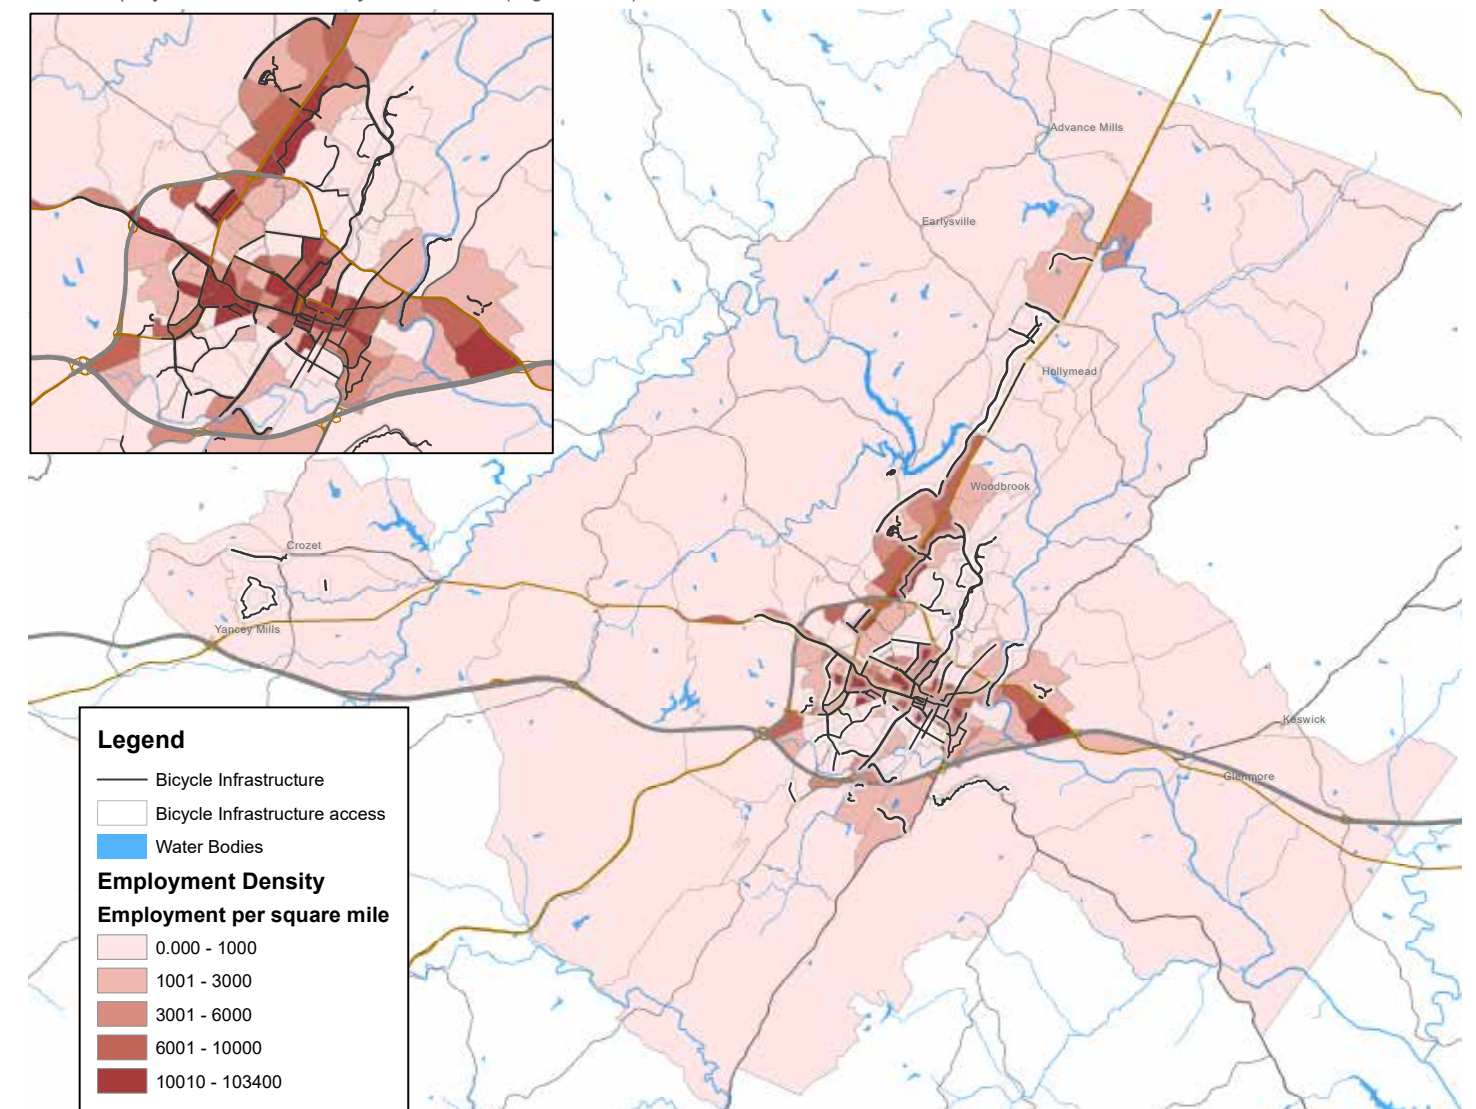 Advance Mills
Earlysville
Hollymead
Woodbrook
Crozet
Yancey Mills
Keswick
Glenmore
Legend
Bicycle Infrastructure
Bicycle Infrastructure access
Water Bodies
Employment Density
Employment per square mile
0.000 - 1000
1001 - 3000
3001 - 6000
6001 - 10000
10010 - 103400